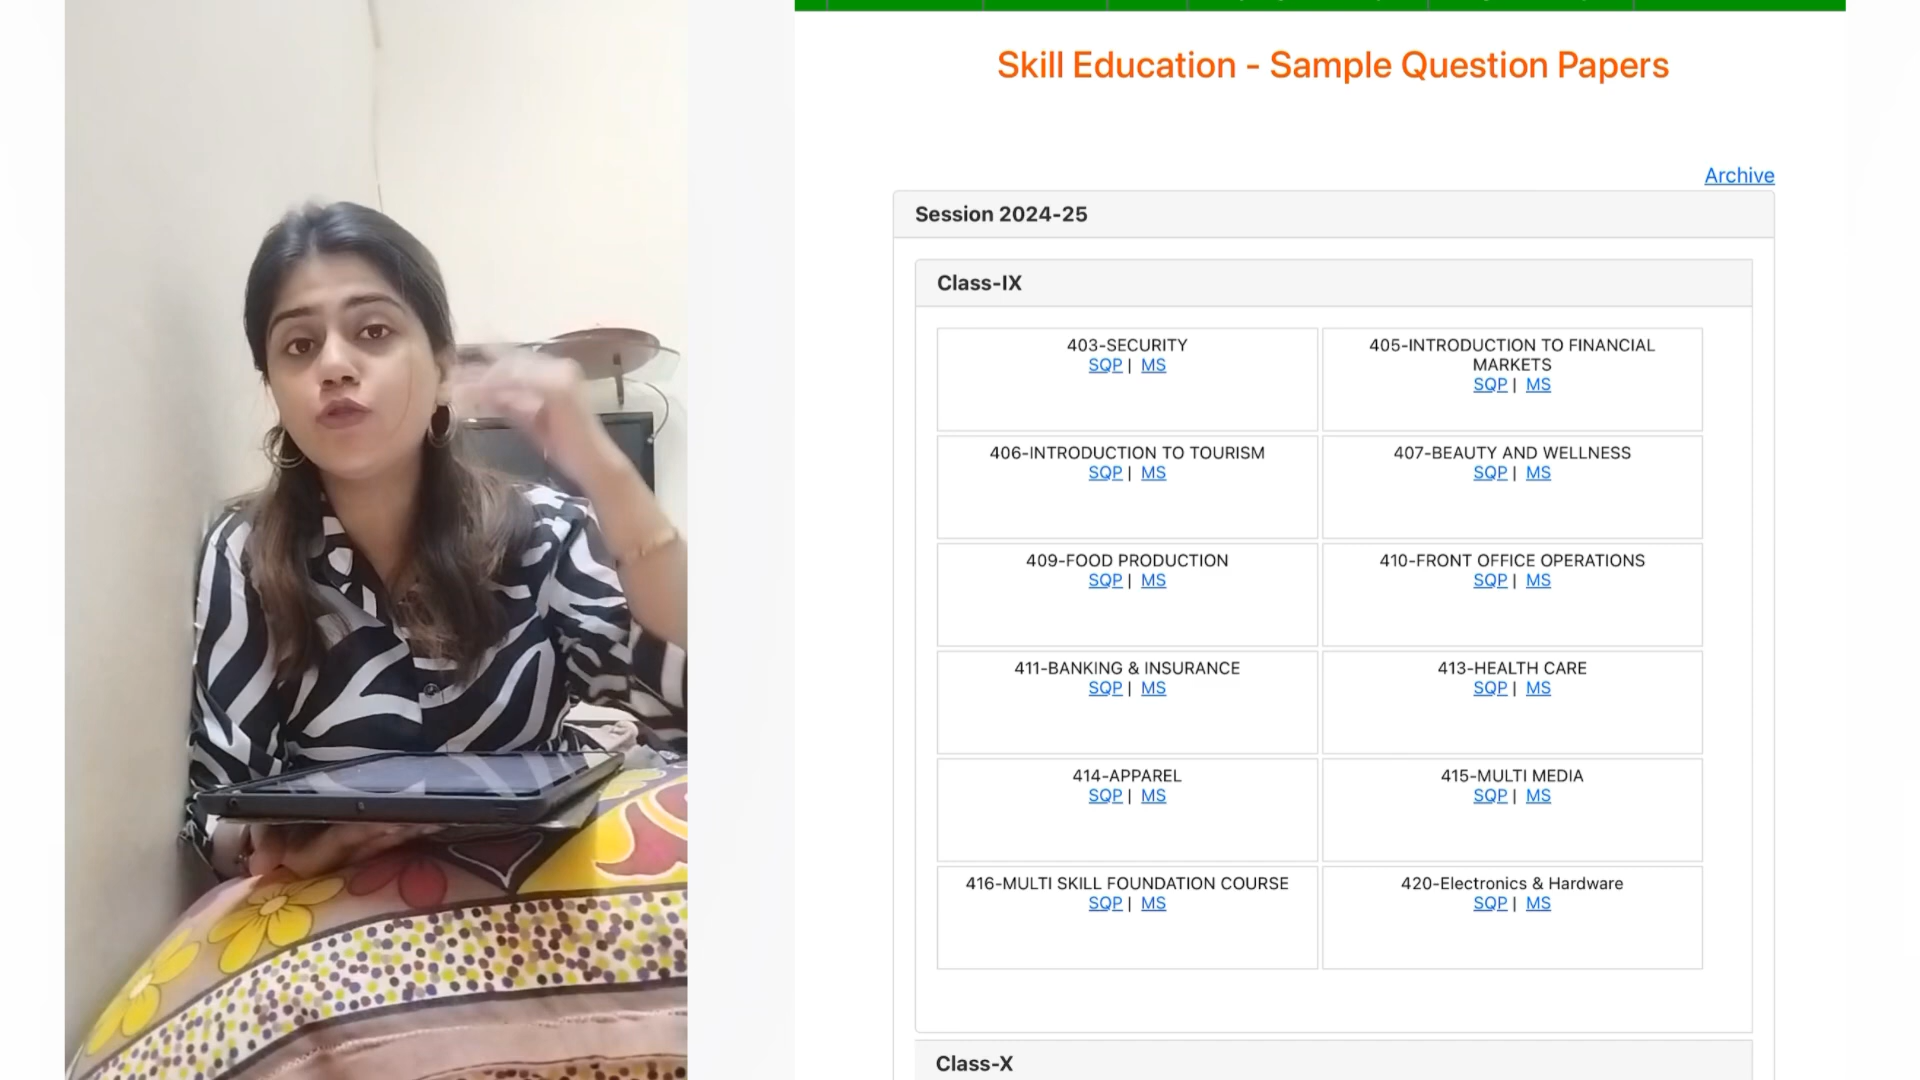 Skill Education - Sample Question Papers
Archive
Session 2024-25
Class-IX
403-SECURITY
SQP | MS
405-INTRODUCTION TO FINANCIAL
MARKETS
SQP | MS
406-INTRODUCTION TO TOURISM
SQP | MS
407-BEAUTY AND WELLNESS
SQP | MS
409-FOOD PRODUCTION
SQP | MS
410-FRONT OFFICE OPERATIONS
SQP | MS
411-BANKING & INSURANCE
SQP | MS
413-HEALTH CARE
SQP | MS
414-APPAREL
SQP | MS
415-MULTI MEDIA
SQP | MS
416-MULTI SKILL FOUNDATION COURSE
SQP | MS
420-Electronics & Hardware
SQP | MS
Class-X